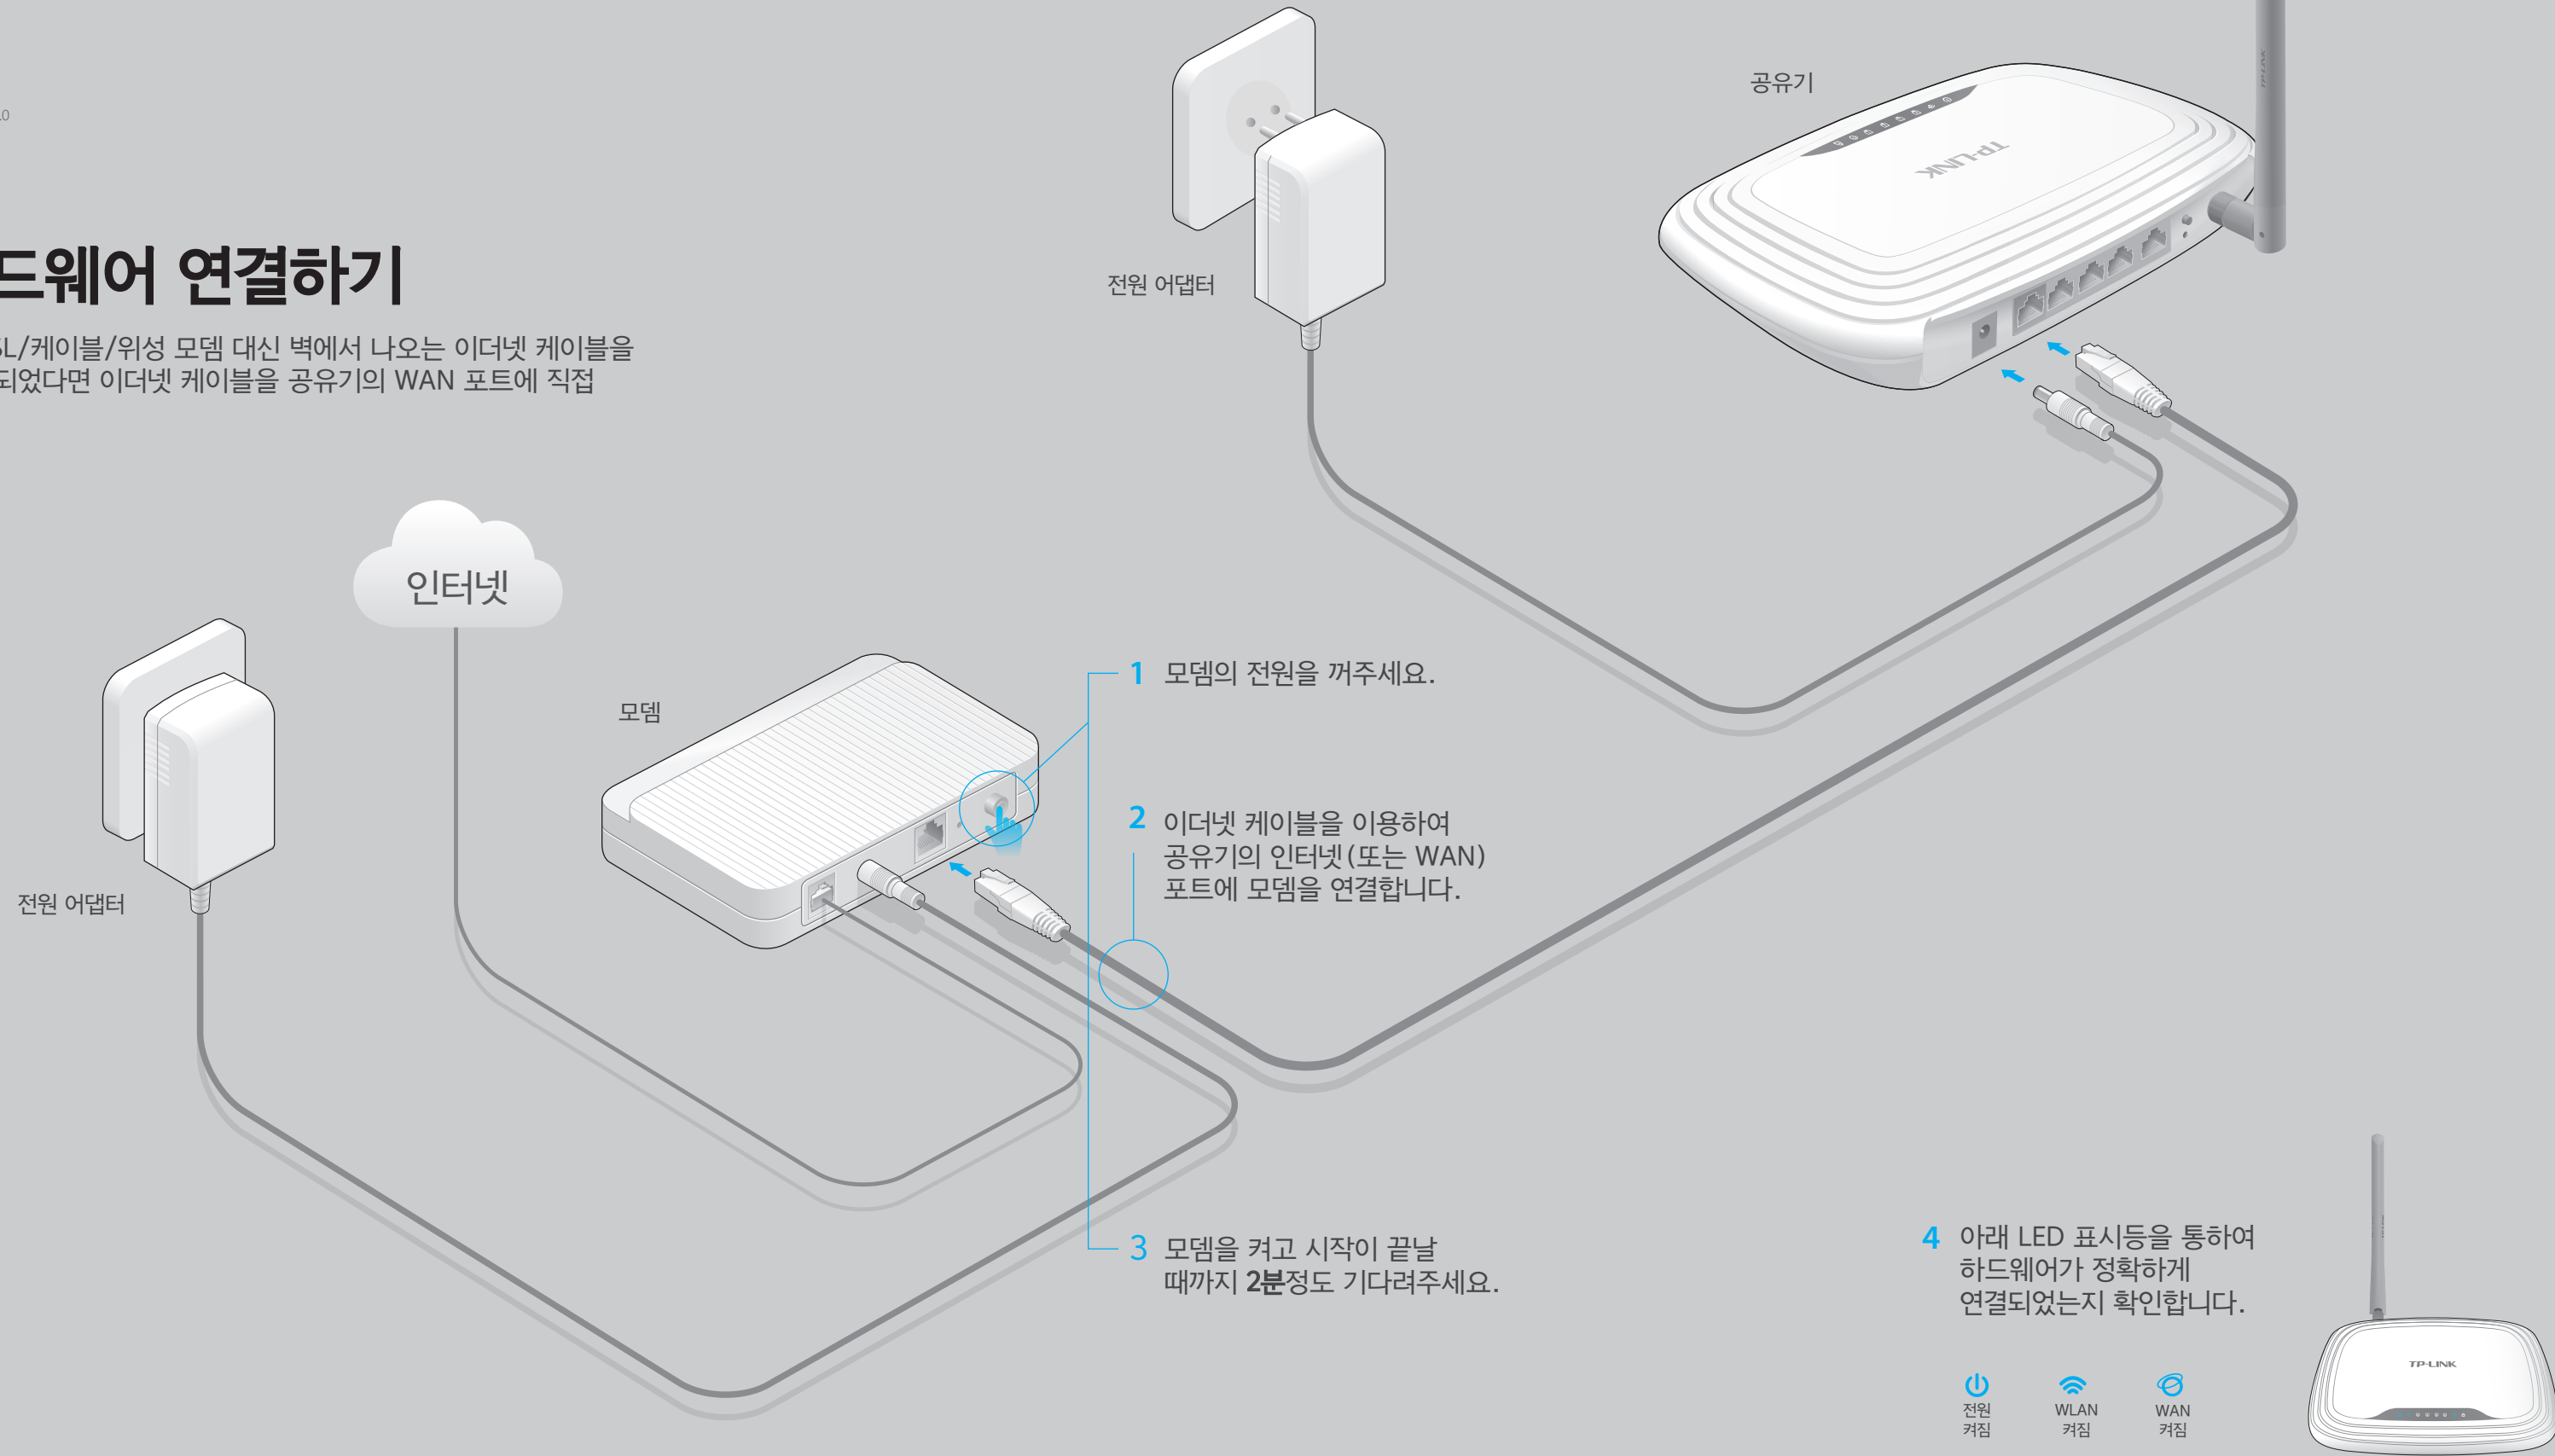 .0
드웨어 연결하기
SL/케이블/위성 모뎀 대신 벽에서 나오는 이더넷 케이블을
되었다면 이더넷 케이블을 공유기의 WAN 포트에 직접
공유기
TP-LINK
TP-LINK
전원 어댑터
인터넷
모뎀
전원 어댑터
1 모뎀의 전원을 꺼주세요.
2 이더넷 케이블을 이용하여
공유기의 인터넷(또는 WAN)
포트에 모뎀을 연결합니다.
3 모뎀을 켜고 시작이 끝날
때까지 2분정도 기다려주세요.
4 아래 LED 표시등을 통하여
하드웨어가 정확하게
연결되었는지 확인합니다.
전원
켜짐
WLAN
켜짐
WAN
켜짐
TP-LINK